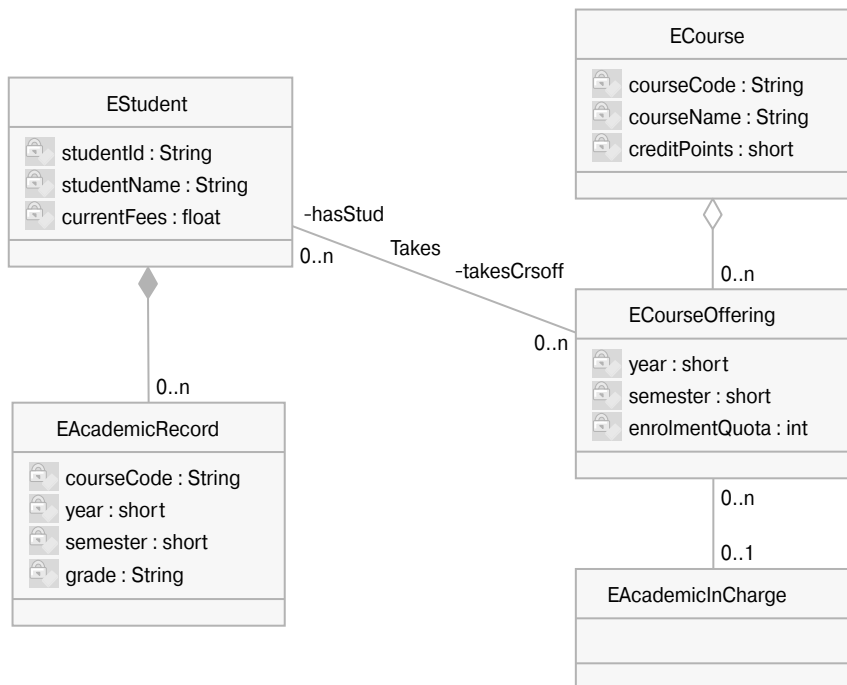 ECourse
courseCode : String
courseName : String
creditPoints : short
EStudent
studentId : String
studentName : String
currentFees : float
-hasStud
0..n
Takes
-takesCrsoff
0..n
0..n
ECourseOffering
year : short
semester : short
enrolmentQuota : int
0..n
EAcademicRecord
courseCode : String
year : short
semester : short
grade : String
0..n
0..1
EAcademicInCharge